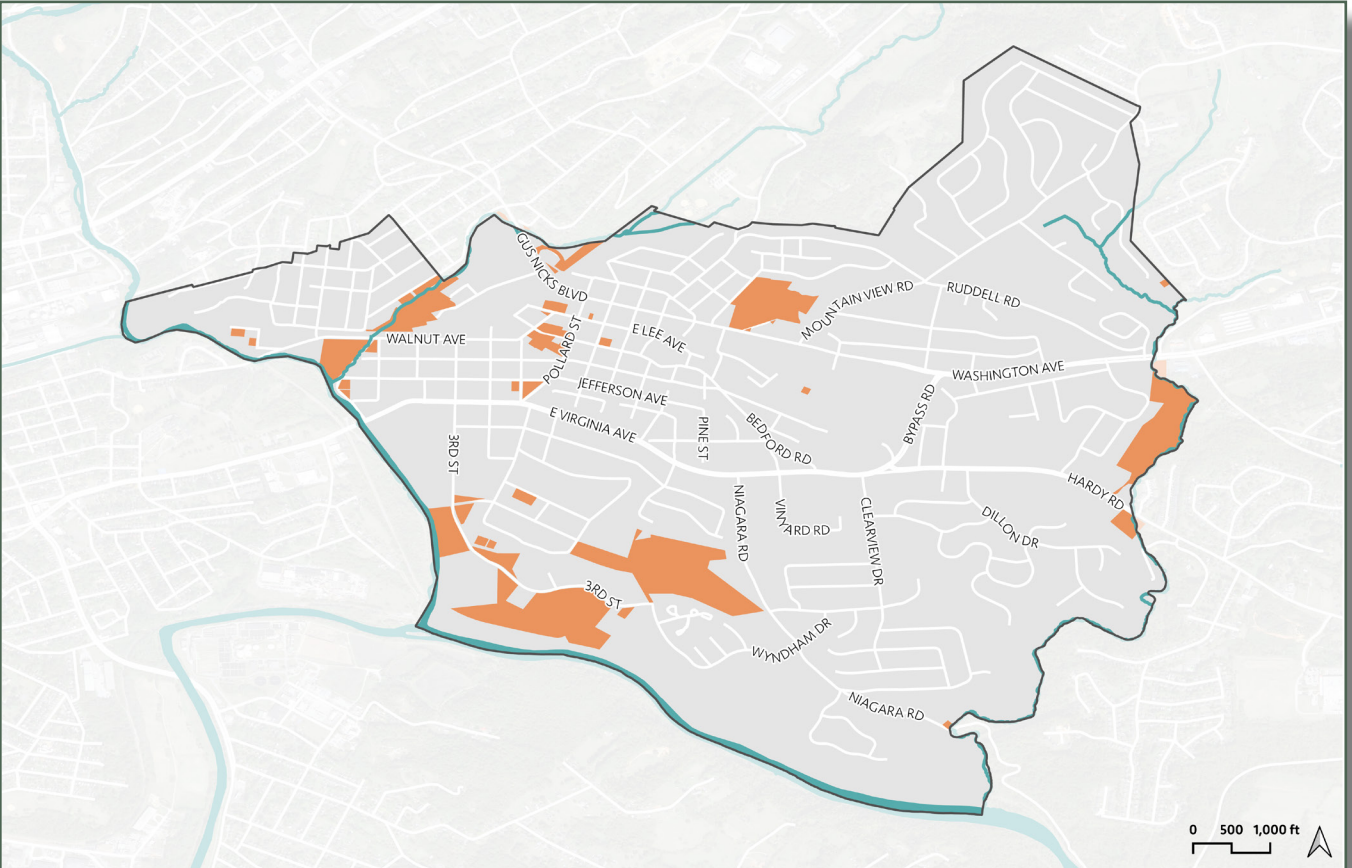 GUS NICKS BLVD
MOUNTAIN VIEW RD
RUDDELL RD
WALNUT AVE
E LEE AVE
POLLARD ST
WASHINGTON AVE
JEFFERSON AVE
BYPASS RD
E VIRGINIA AVE
PINE ST
BEDFORD RD
3RD ST
HARDY RD
NIAGARA RD
VINYARD RD
CLEARVIEW DR
DILLON DR
3RD ST
WYNDHAM DR
NIAGARA RD
0 500 1,000 ft